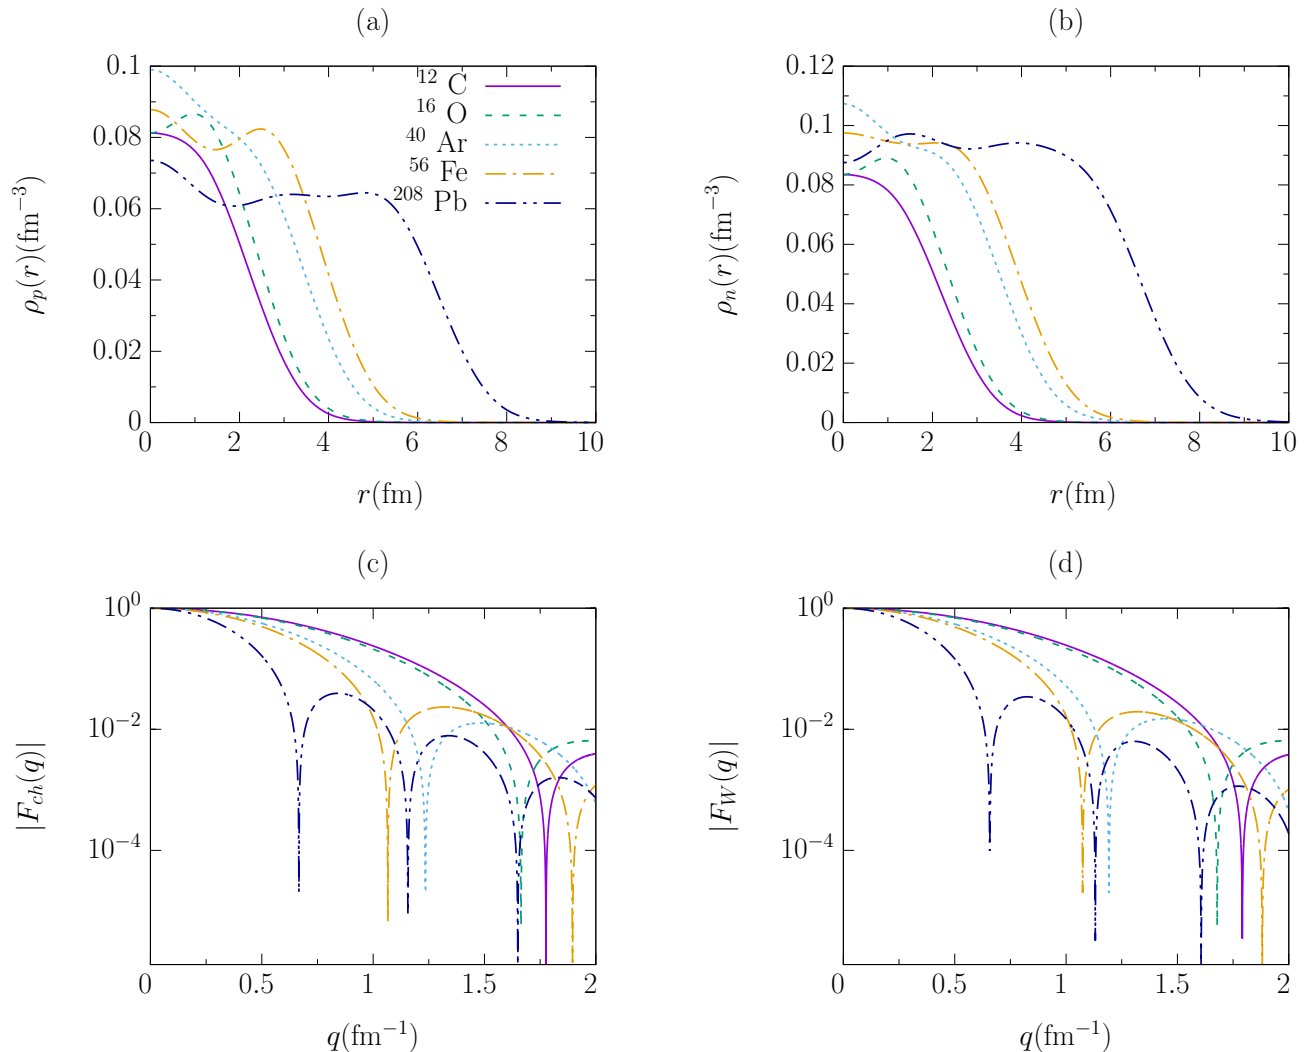 (a)
ρp(r)(fm⁻³)
0.1
0.08
0.06
0.04
0.02
0
¹² C
¹⁶ O
⁴⁰ Ar
⁵⁶ Fe
²⁰⁸ Pb
0 2 4 6 8 10
r(fm)
(b)
ρn(r)(fm⁻³)
0.12
0.1
0.08
0.06
0.04
0.02
0
0 2 4 6 8 10
r(fm)
(c)
|Fch(q)|
10⁰
10⁻²
10⁻⁴
0 0.5 1 1.5 2
q(fm⁻¹)
(d)
|FW(q)|
10⁰
10⁻²
10⁻⁴
0 0.5 1 1.5 2
q(fm⁻¹)